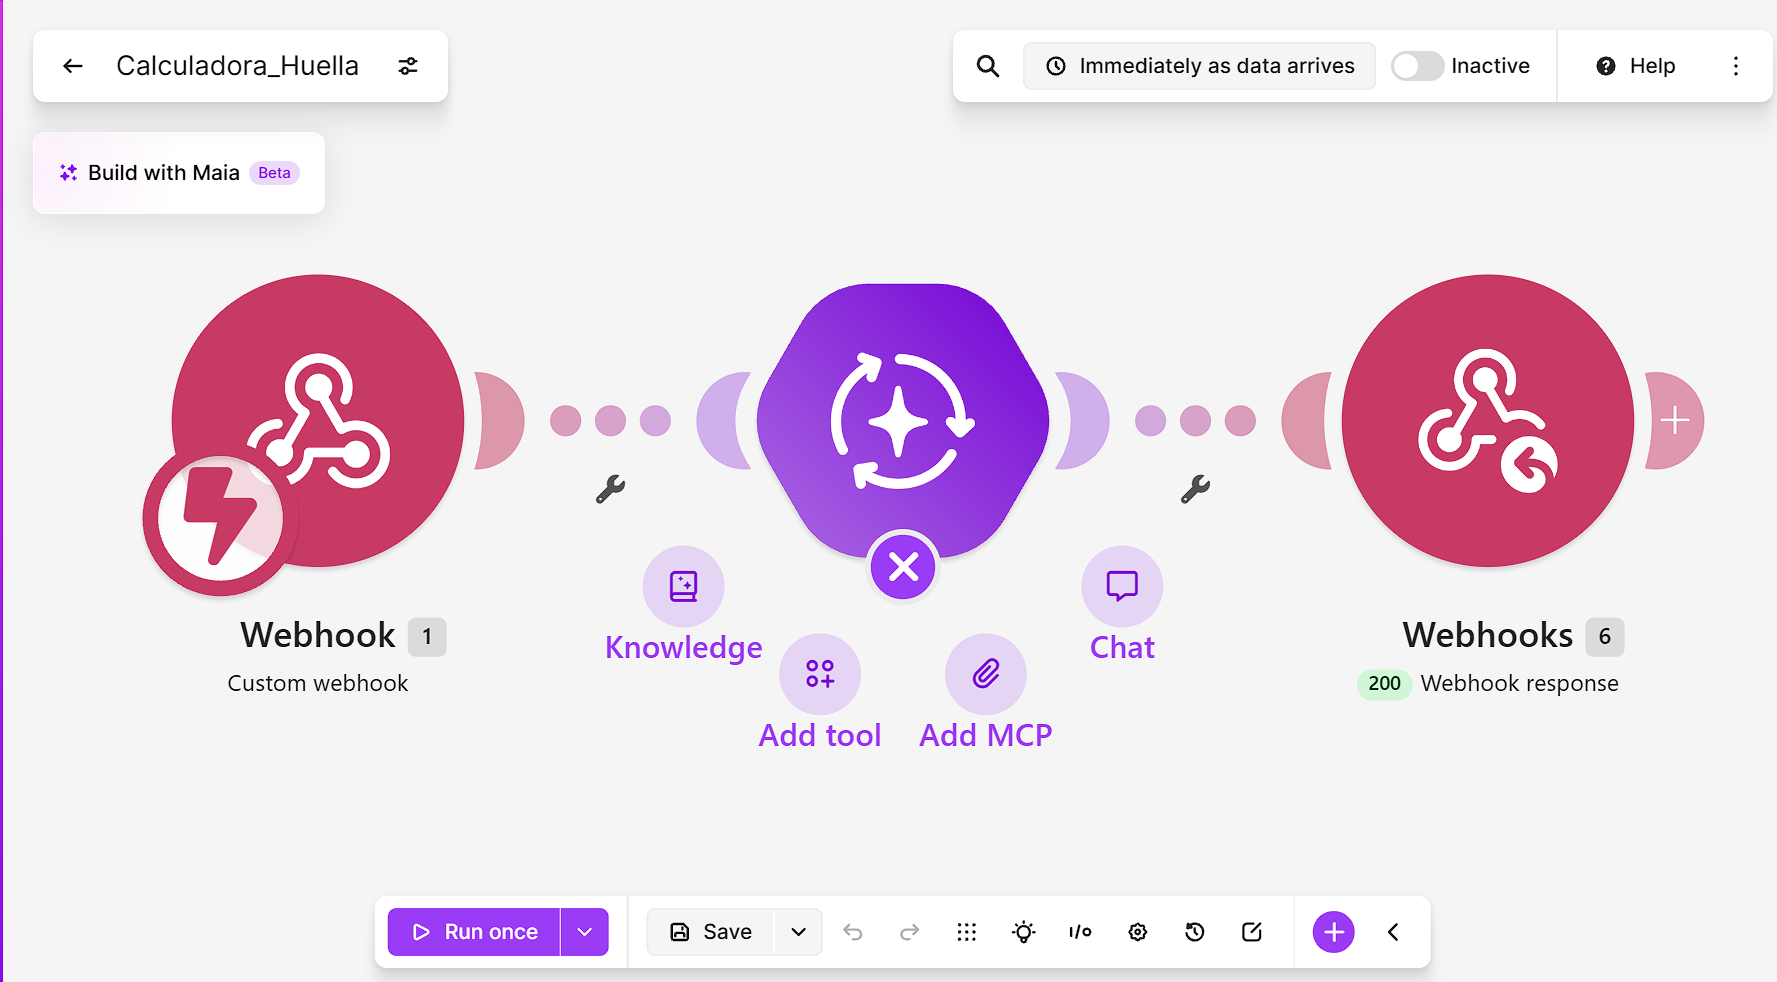 Calculadora_Huella
Immediately as data arrives
Inactive
Help
Build with Maia Beta
Webhook 1
Custom webhook
Knowledge
Add tool
Add MCP
Chat
Webhooks 6
200 Webhook response
Run once
Save
I/O